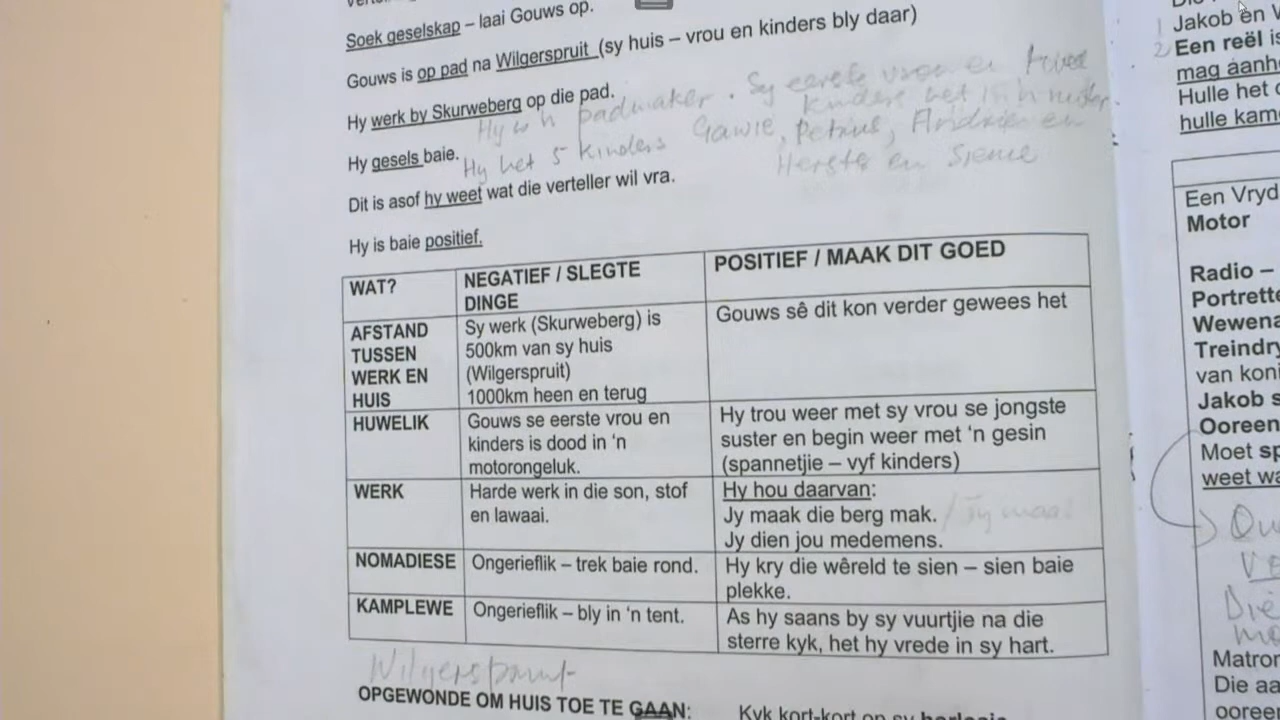 Soek geselskap – laai Gouws op.
Gouws is op pad na Wilgerspruit (sy huis – vrou en kinders bly daar)
Hy werk by Skurweberg op die pad.
Hy is 'n padmaker. Sy eerste vrou en twee
kinders
Hy gesels baie.
Hy het 5 kinders Gawie, Petrus, en
Herste en Sienie
Dit is asof hy weet wat die verteller wil vra.
Hy is baie positief.
WAT?
NEGATIEF / SLEGTE
DINGE
POSITIEF / MAAK DIT GOED
AFSTAND
TUSSEN
WERK EN
HUIS
Sy werk (Skurweberg) is
500km van sy huis
(Wilgerspruit)
1000km heen en terug
Gouws sê dit kon verder gewees het
HUWELIK
Gouws se eerste vrou en
kinders is dood in 'n
motorongeluk.
Hy trou weer met sy vrou se jongste
suster en begin weer met 'n gesin
(spannetjie – vyf kinders)
WERK
Harde werk in die son, stof
en lawaai.
Hy hou daarvan:
Jy maak die berg mak.
Jy dien jou medemens.
NOMADIESE
Ongerieflik – trek baie rond.
Hy kry die wêreld te sien – sien baie
plekke.
KAMPLEWE
Ongerieflik – bly in 'n tent.
As hy saans by sy vuurtjie na die
sterre kyk, het hy vrede in sy hart.
OPGEWONDE OM HUIS TOE TE GAAN:
Kyk kort-kort op sy horlosie
Jakob en V
2 Een reël is
mag aanh
Hulle het
hulle kam
Een Vryd
Motor
Radio –
Portrette
Wewena
Treindry
van koni
Jakob s
Ooreen
Moet sp
weet wa
Die
Matron
Die aa
ooree